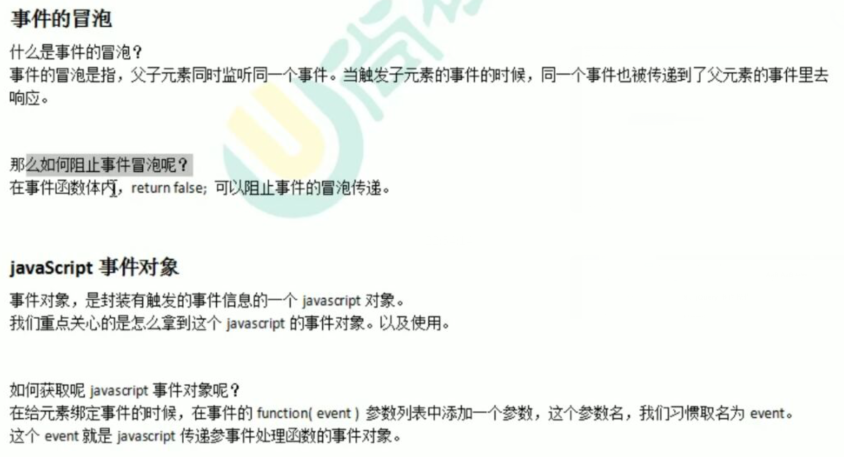 事件的冒泡
什么是事件的冒泡？
事件的冒泡是指，父子元素同时监听同一个事件。当触发子元素的事件的时候，同一个事件也被传递到了父元素的事件里去
响应。
那么如何阻止事件冒泡呢？
在事件函数体内，return false; 可以阻止事件的冒泡传递。
javaScript 事件对象
事件对象，是封装有触发的事件信息的一个 javascript 对象。
我们重点关心的是怎么拿到这个 javascript 的事件对象。以及使用。
如何获取呢 javascript 事件对象呢？
在给元素绑定事件的时候，在事件的 function( event ) 参数列表中添加一个参数，这个参数名，我们习惯取名为 event。
这个 event 就是 javascript 传递参事件处理函数的事件对象。